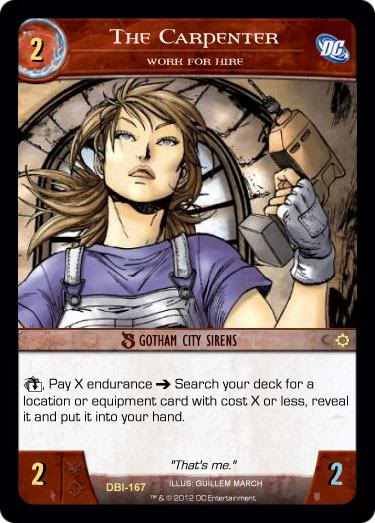 2
THE CARPENTER
WORK FOR HIRE
DC
GOTHAM CITY SIRENS
, Pay X endurance ➔ Search your deck for a
location or equipment card with cost X or less, reveal
it and put it into your hand.
"That's me."
2
DBI-167
ILLUS: GUILLEM MARCH
™ & © 2012 DC Entertainment
2